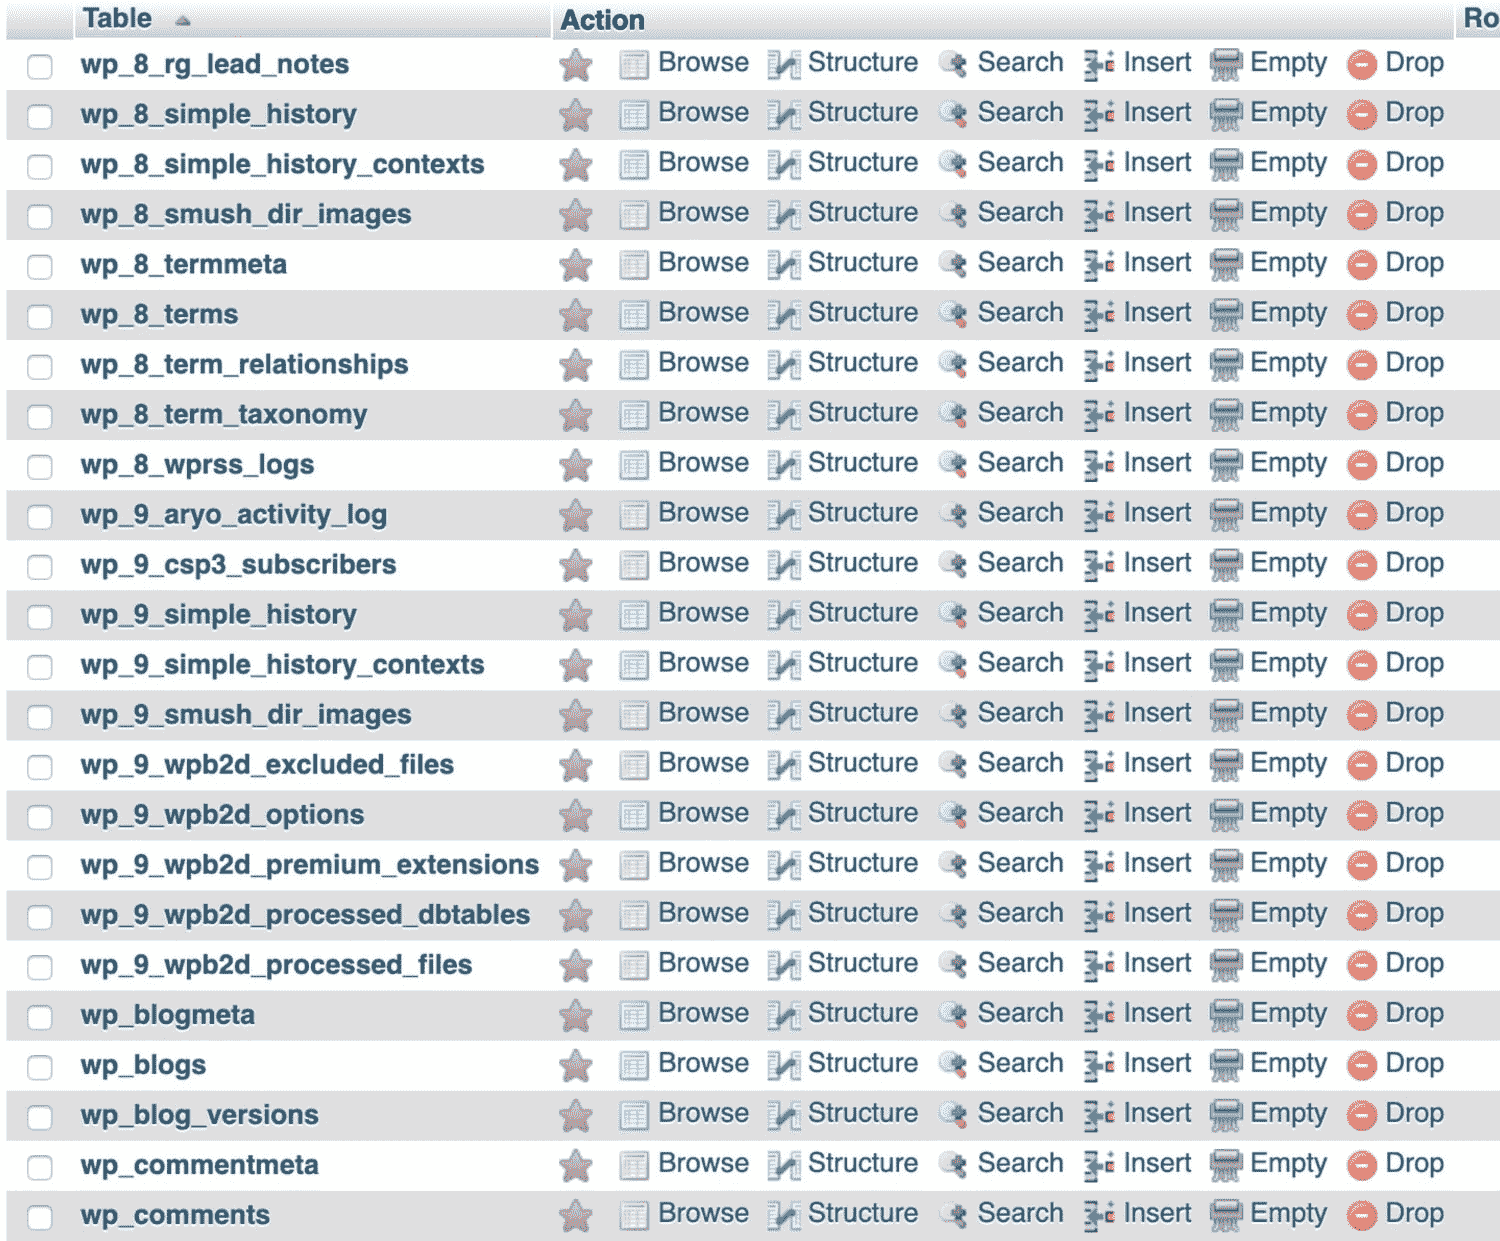 Table Action Ro
wp_8_rg_lead_notes Browse Structure Search Insert Empty Drop
wp_8_simple_history Browse Structure Search Insert Empty Drop
wp_8_simple_history_contexts Browse Structure Search Insert Empty Drop
wp_8_smush_dir_images Browse Structure Search Insert Empty Drop
wp_8_termmeta Browse Structure Search Insert Empty Drop
wp_8_terms Browse Structure Search Insert Empty Drop
wp_8_term_relationships Browse Structure Search Insert Empty Drop
wp_8_term_taxonomy Browse Structure Search Insert Empty Drop
wp_8_wprss_logs Browse Structure Search Insert Empty Drop
wp_9_aryo_activity_log Browse Structure Search Insert Empty Drop
wp_9_csp3_subscribers Browse Structure Search Insert Empty Drop
wp_9_simple_history Browse Structure Search Insert Empty Drop
wp_9_simple_history_contexts Browse Structure Search Insert Empty Drop
wp_9_smush_dir_images Browse Structure Search Insert Empty Drop
wp_9_wpb2d_excluded_files Browse Structure Search Insert Empty Drop
wp_9_wpb2d_options Browse Structure Search Insert Empty Drop
wp_9_wpb2d_premium_extensions Browse Structure Search Insert Empty Drop
wp_9_wpb2d_processed_dbtables Browse Structure Search Insert Empty Drop
wp_9_wpb2d_processed_files Browse Structure Search Insert Empty Drop
wp_blogmeta Browse Structure Search Insert Empty Drop
wp_blogs Browse Structure Search Insert Empty Drop
wp_blog_versions Browse Structure Search Insert Empty Drop
wp_commentmeta Browse Structure Search Insert Empty Drop
wp_comments Browse Structure Search Insert Empty Drop